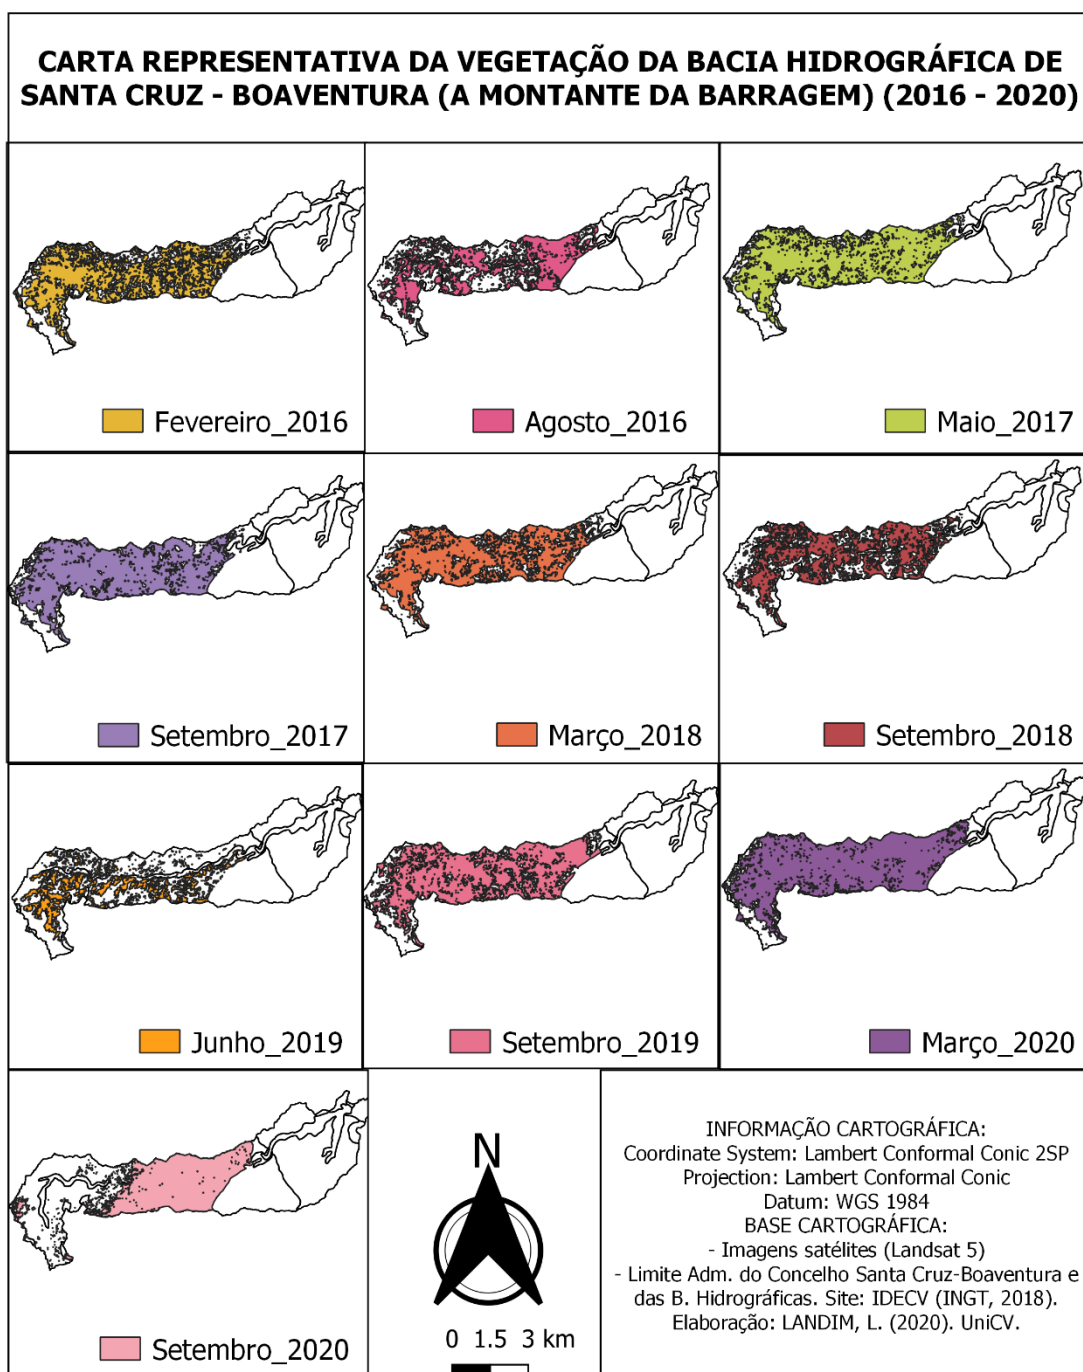 CARTA REPRESENTATIVA DA VEGETAÇÃO DA BACIA HIDROGRÁFICA DE
SANTA CRUZ - BOAVENTURA (A MONTANTE DA BARRAGEM) (2016 - 2020)
Fevereiro_2016
Agosto_2016
Maio_2017
Setembro_2017
Março_2018
Setembro_2018
Junho_2019
Setembro_2019
Março_2020
Setembro_2020
N
0 1.5 3 km
INFORMAÇÃO CARTOGRÁFICA:
Coordinate System: Lambert Conformal Conic 2SP
Projection: Lambert Conformal Conic
Datum: WGS 1984
BASE CARTOGRÁFICA:
- Imagens satélites (Landsat 5)
- Limite Adm. do Concelho Santa Cruz-Boaventura e
das B. Hidrográficas. Site: IDECV (INGT, 2018).
Elaboração: LANDIM, L. (2020). UniCV.